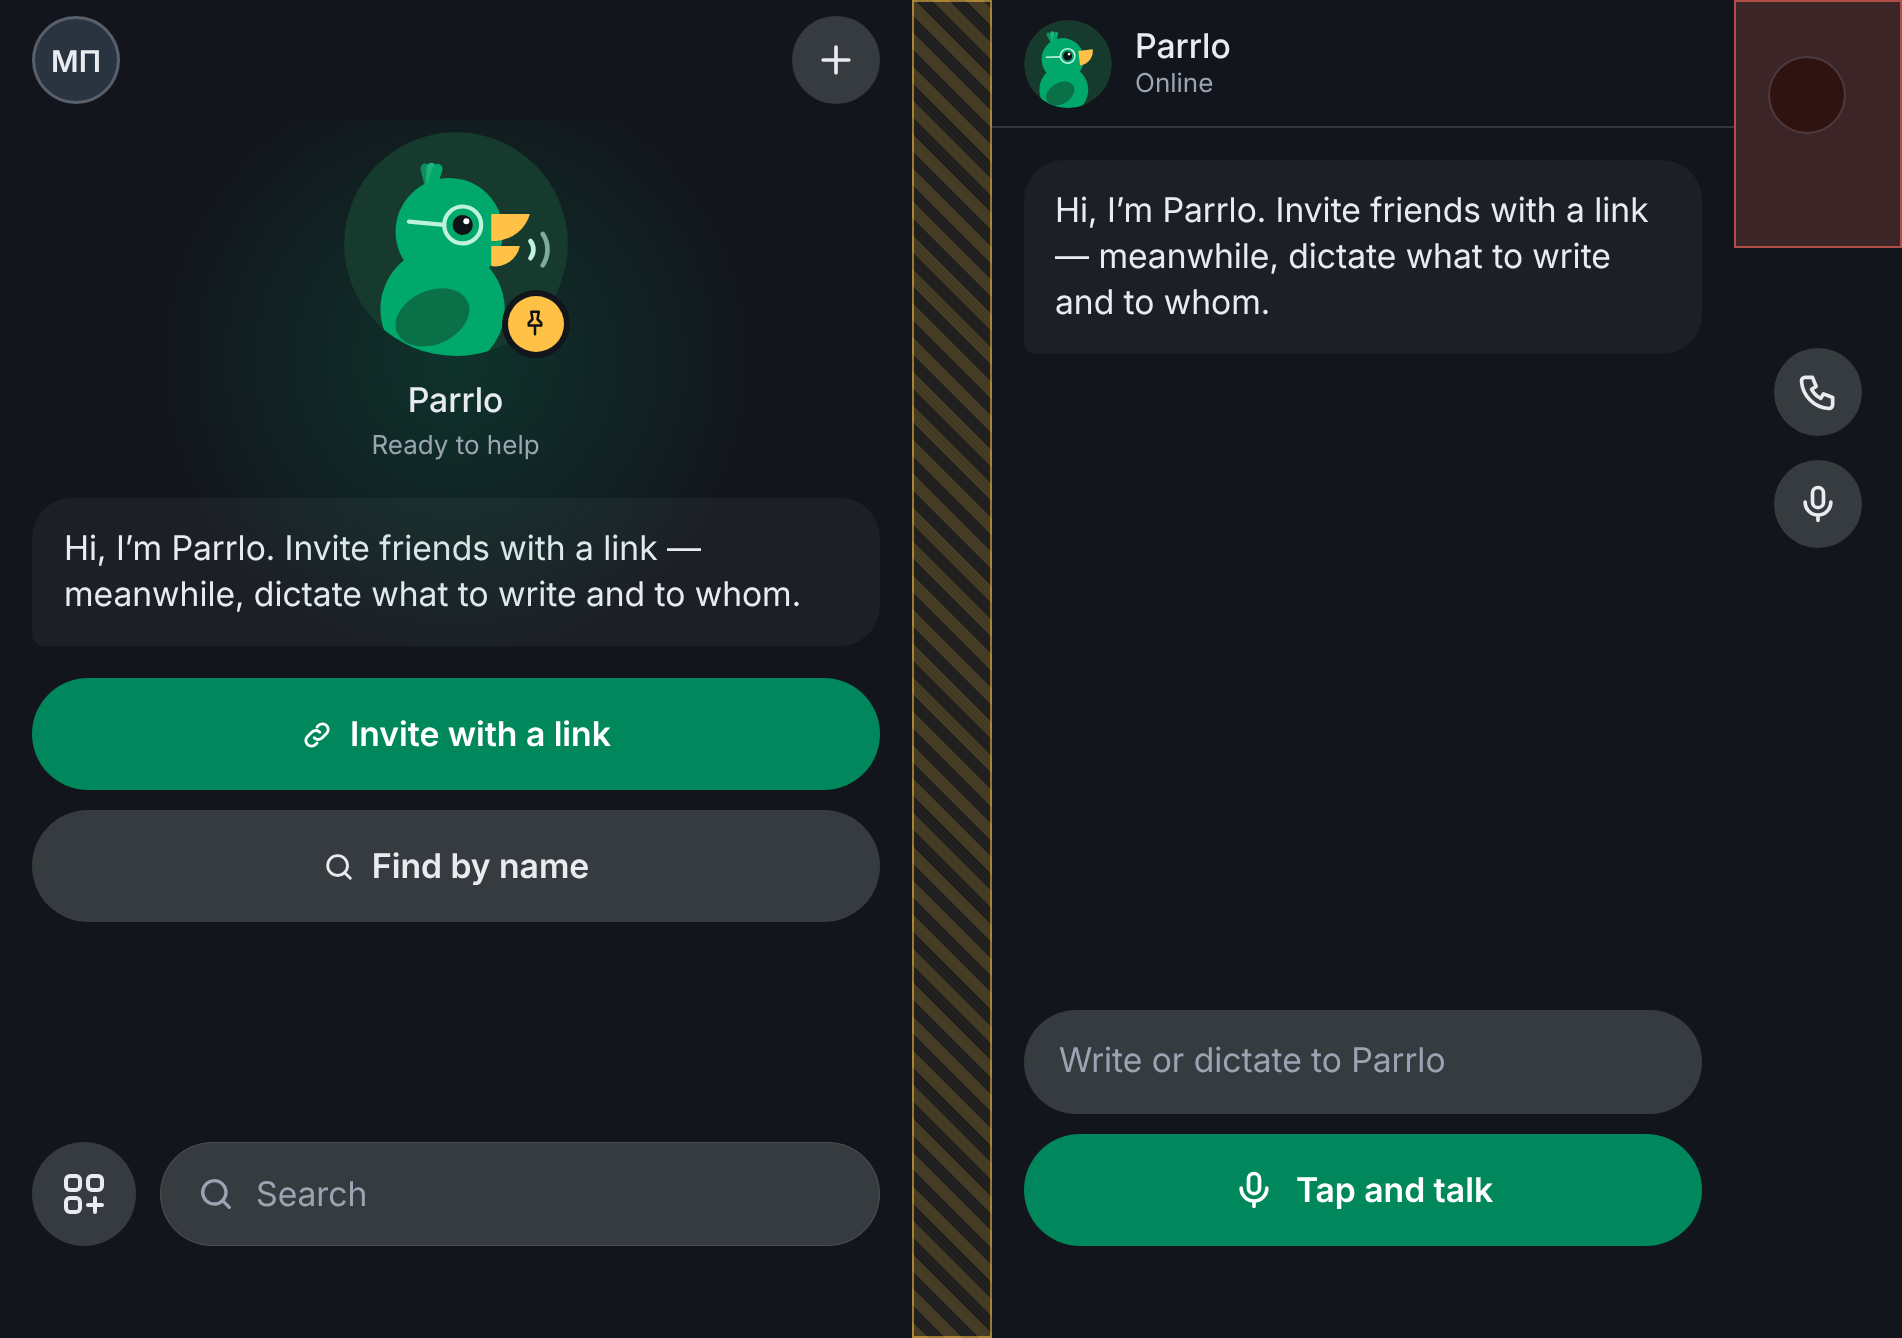 МП
Parrlo
Ready to help
Hi, I’m Parrlo. Invite friends with a link —
meanwhile, dictate what to write and to whom.
Invite with a link
Find by name
Search
Parrlo
Online
Hi, I’m Parrlo. Invite friends with a link
— meanwhile, dictate what to write
and to whom.
Write or dictate to Parrlo
Tap and talk